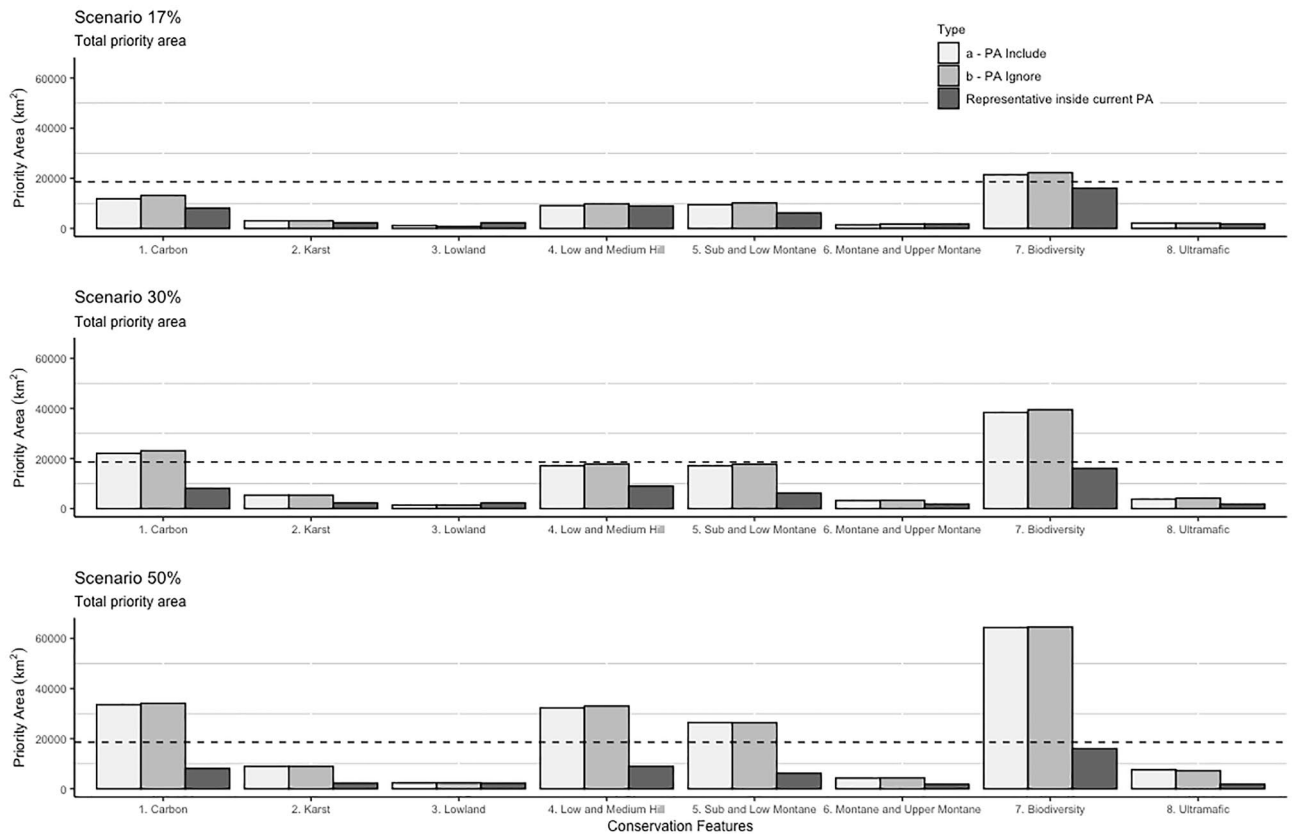 Scenario 17%
Total priority area
Type
a - PA Include
b - PA Ignore
Representative inside current PA
Priority Area (km²)
60000
40000
20000
0
1. Carbon 2. Karst 3. Lowland 4. Low and Medium Hill 5. Sub and Low Montane 6. Montane and Upper Montane 7. Biodiversity 8. Ultramafic
Scenario 30%
Total priority area
Priority Area (km²)
60000
40000
20000
0
1. Carbon 2. Karst 3. Lowland 4. Low and Medium Hill 5. Sub and Low Montane 6. Montane and Upper Montane 7. Biodiversity 8. Ultramafic
Scenario 50%
Total priority area
Priority Area (km²)
60000
40000
20000
0
1. Carbon 2. Karst 3. Lowland 4. Low and Medium Hill 5. Sub and Low Montane 6. Montane and Upper Montane 7. Biodiversity 8. Ultramafic
Conservation Features